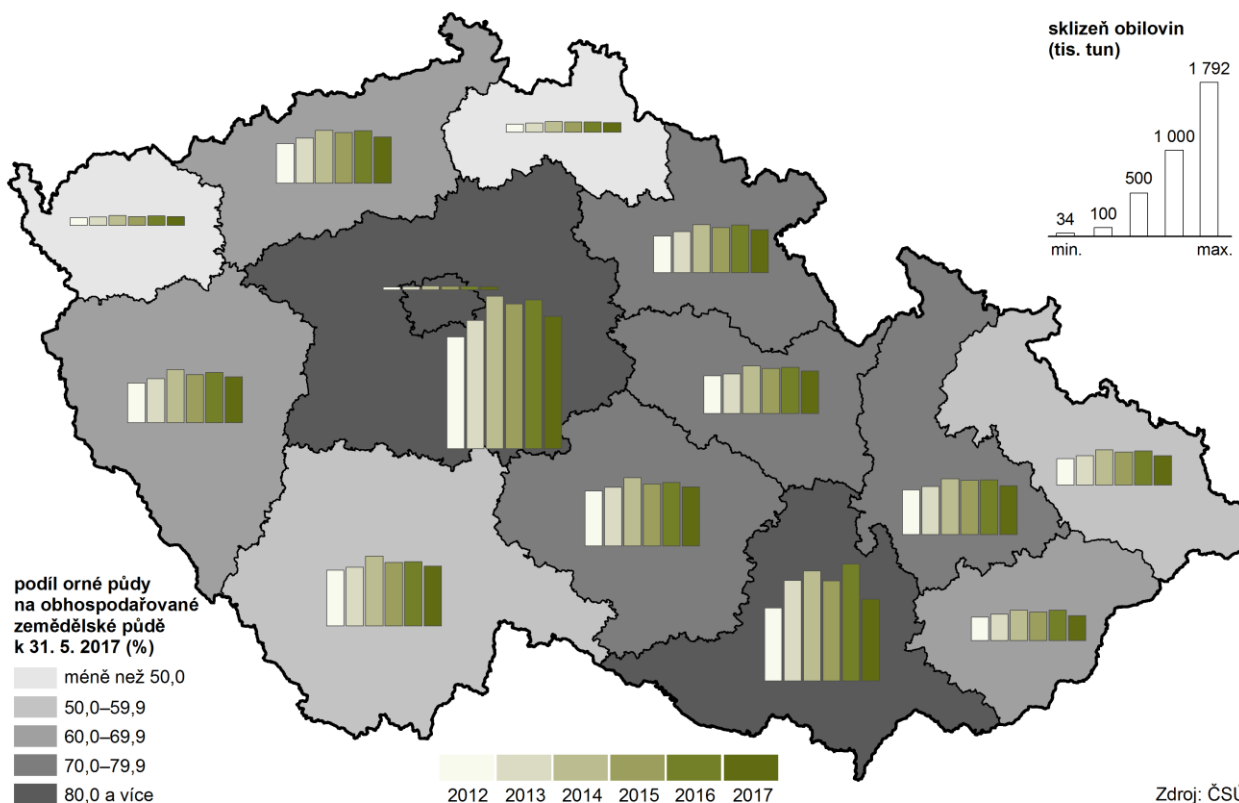 sklizeň obilovin
(tis. tun)
1 792
1 000
500
100
34
min.
max.
podíl orné půdy
na obhospodařované
zemědělské půdě
k 31. 5. 2017 (%)
méně než 50,0
50,0–59,9
60,0–69,9
70,0–79,9
80,0 a více
2012 2013 2014 2015 2016 2017
Zdroj: ČSÚ